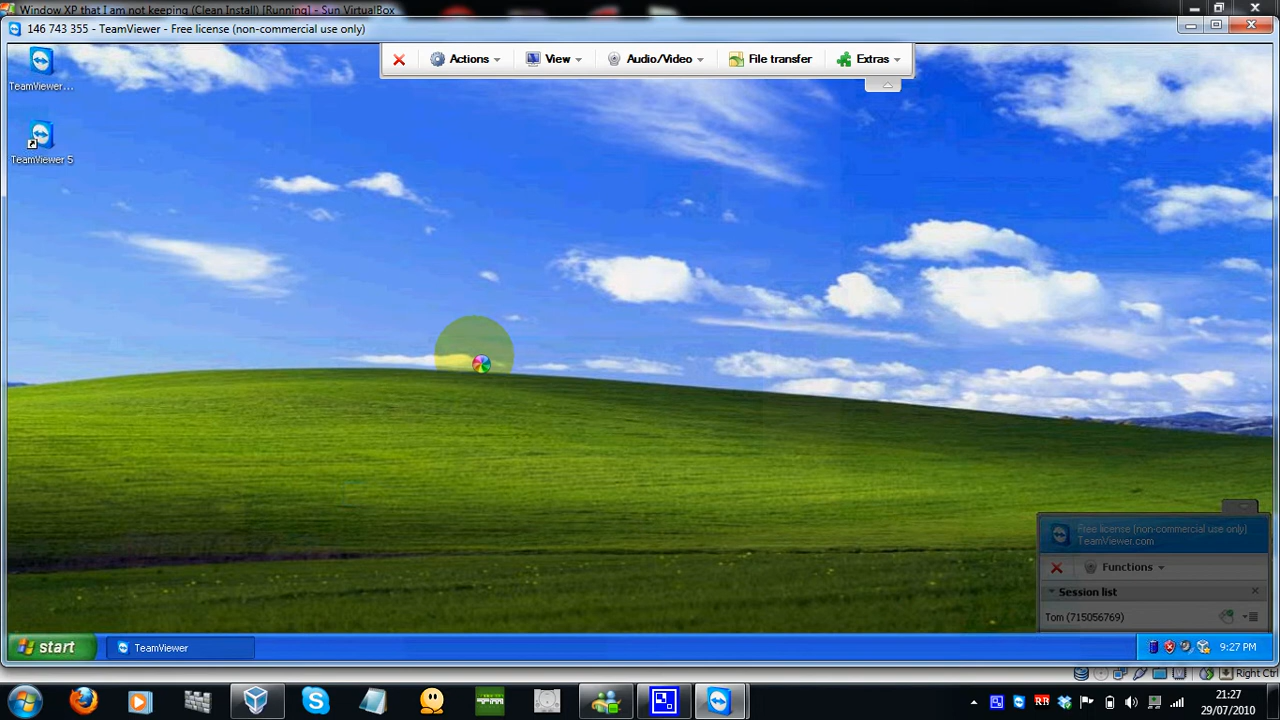 Window XP that I am not keeping (Clean Install) [Running] - Sun VirtualBox
146 743 355 - TeamViewer - Free license (non-commercial use only)
Actions View Audio/Video File transfer Extras
TeamViewer...
TeamViewer 5
Free license (non-commercial use only)
TeamViewer.com
Functions
Session list
Tom (715056769)
start TeamViewer 9:27 PM
Right Ctrl
21:27
29/07/2010